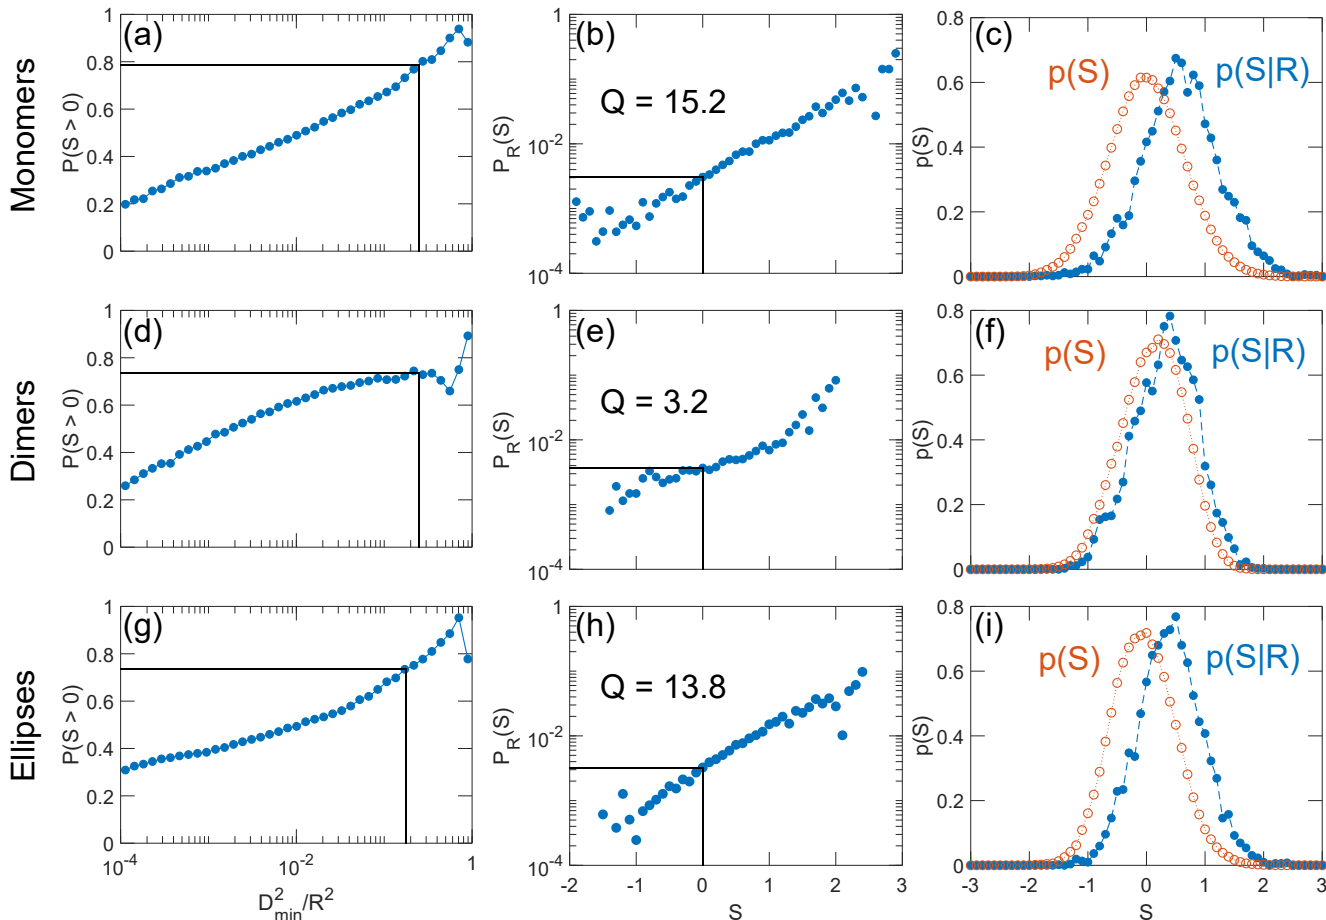 Monomers
(a)
P(S > 0)
1
0.8
0.6
0.4
0.2
0
(b)
Q = 15.2
P_R(S)
1
10^-2
10^-4
(c)
p(S)
p(S|R)
p(S)
0.8
0.6
0.4
0.2
0
Dimers
(d)
P(S > 0)
1
0.8
0.6
0.4
0.2
0
(e)
Q = 3.2
P_R(S)
1
10^-2
10^-4
(f)
p(S)
p(S|R)
p(S)
0.8
0.6
0.4
0.2
0
Ellipses
(g)
P(S > 0)
1
0.8
0.6
0.4
0.2
0
10^-4 10^-2 1
D^2_min/R^2
(h)
Q = 13.8
P_R(S)
1
10^-2
10^-4
-2 -1 0 1 2 3
S
(i)
p(S)
p(S|R)
p(S)
0.8
0.6
0.4
0.2
0
-3 -2 -1 0 1 2 3
S